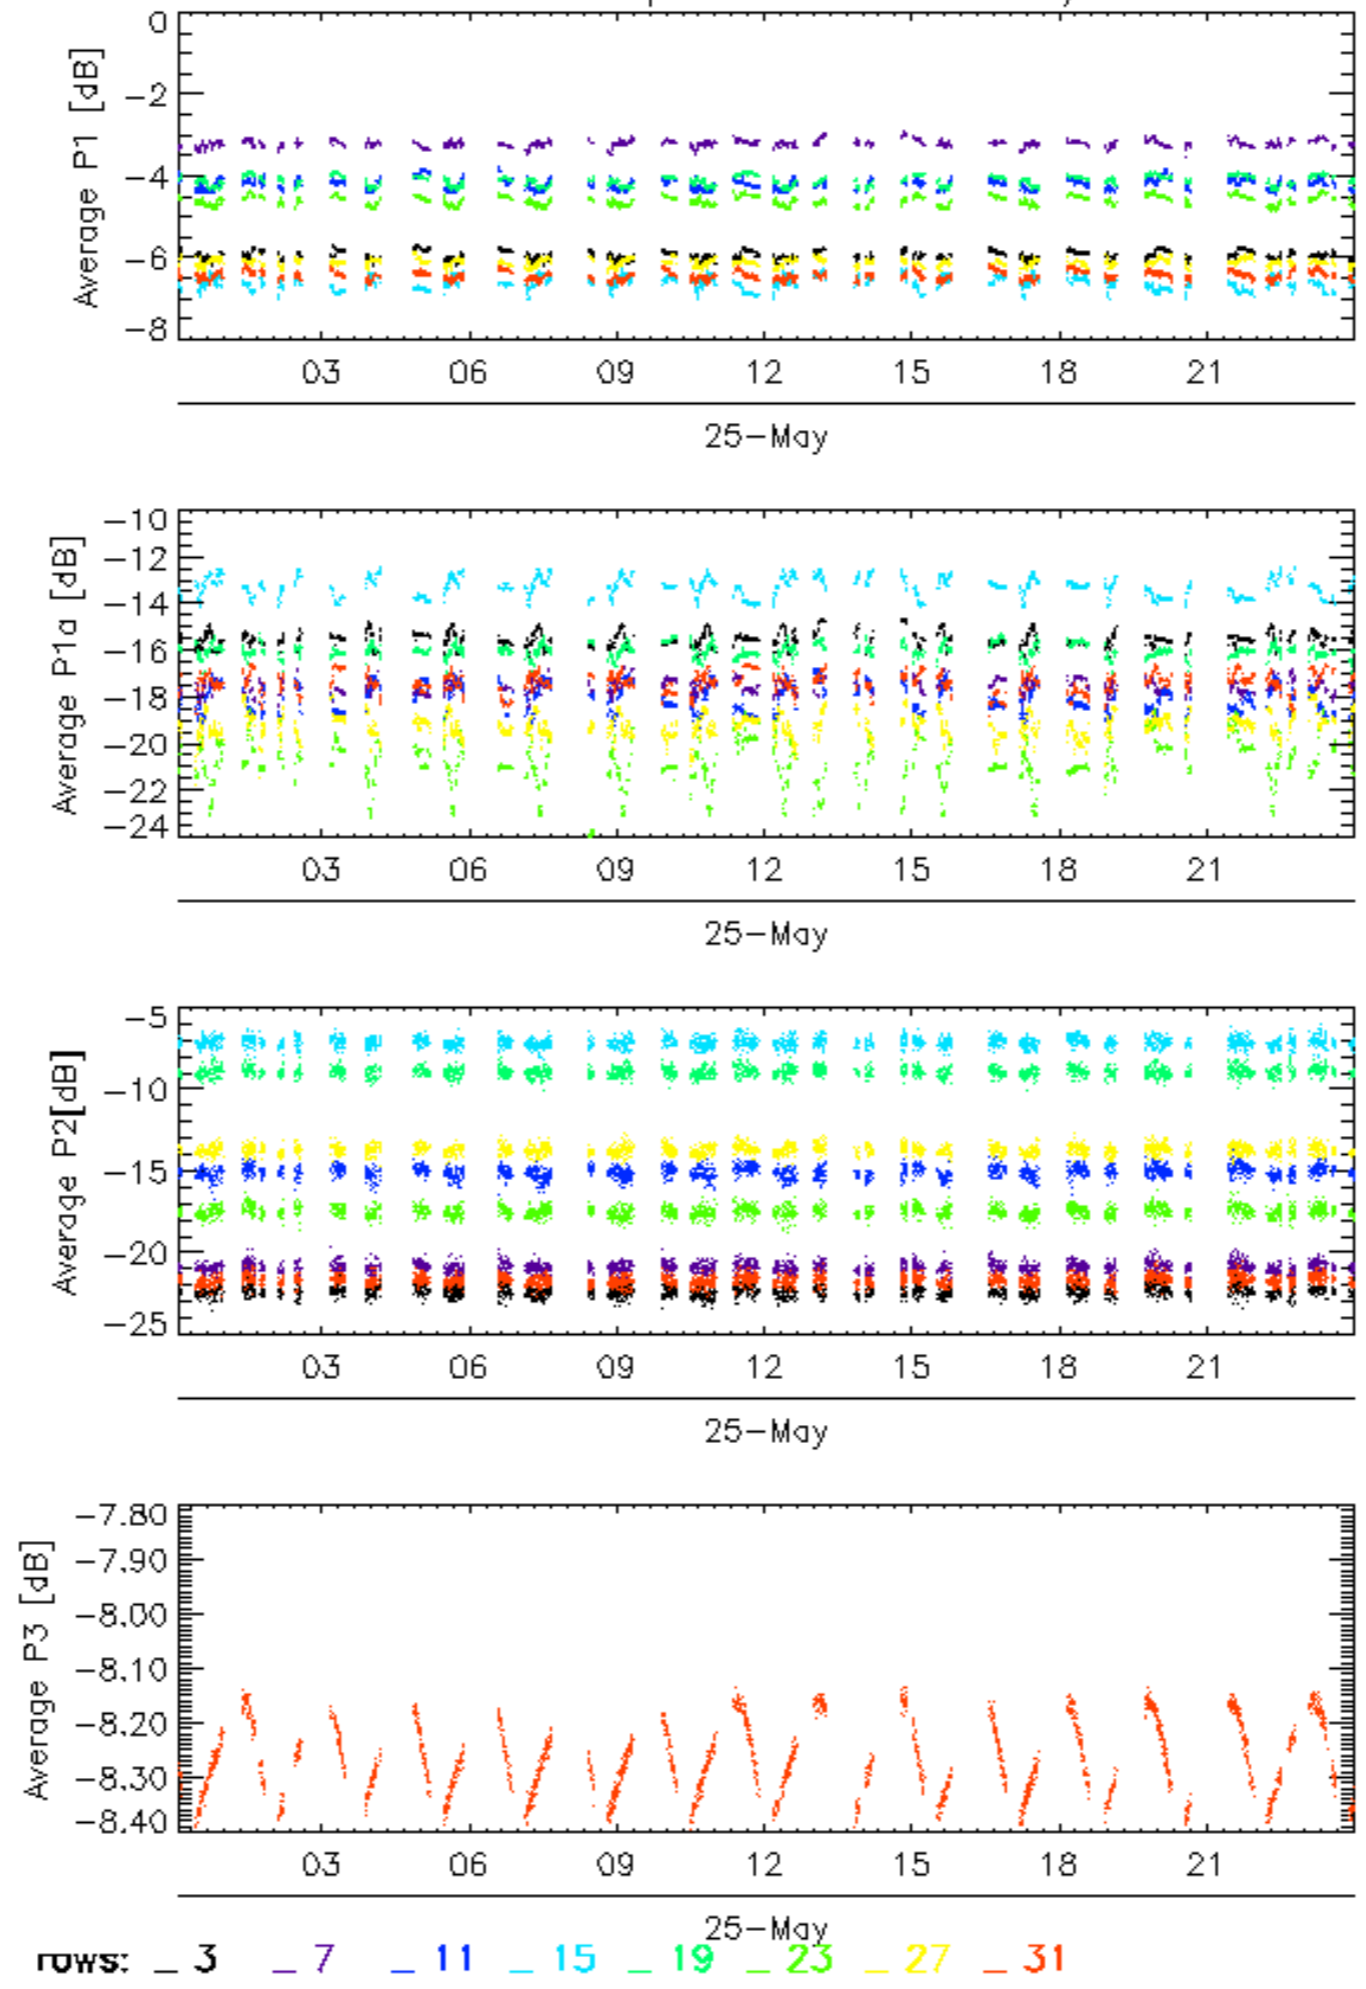 0
-2
-4
-6
-8
Average P1 [dB]
03 06 09 12 15 18 21
25-May
-10
-12
-14
-16
-18
-20
-22
-24
Average P1a [dB]
03 06 09 12 15 18 21
25-May
-5
-10
-15
-20
-25
Average P2[dB]
03 06 09 12 15 18 21
25-May
-7.80
-7.90
-8.00
-8.10
-8.20
-8.30
-8.40
Average P3 [dB]
03 06 09 12 15 18 21
25-May
rows: _ 3 _ 7 _ 11 _ 15 _ 19 _ 23 _ 27 _ 31